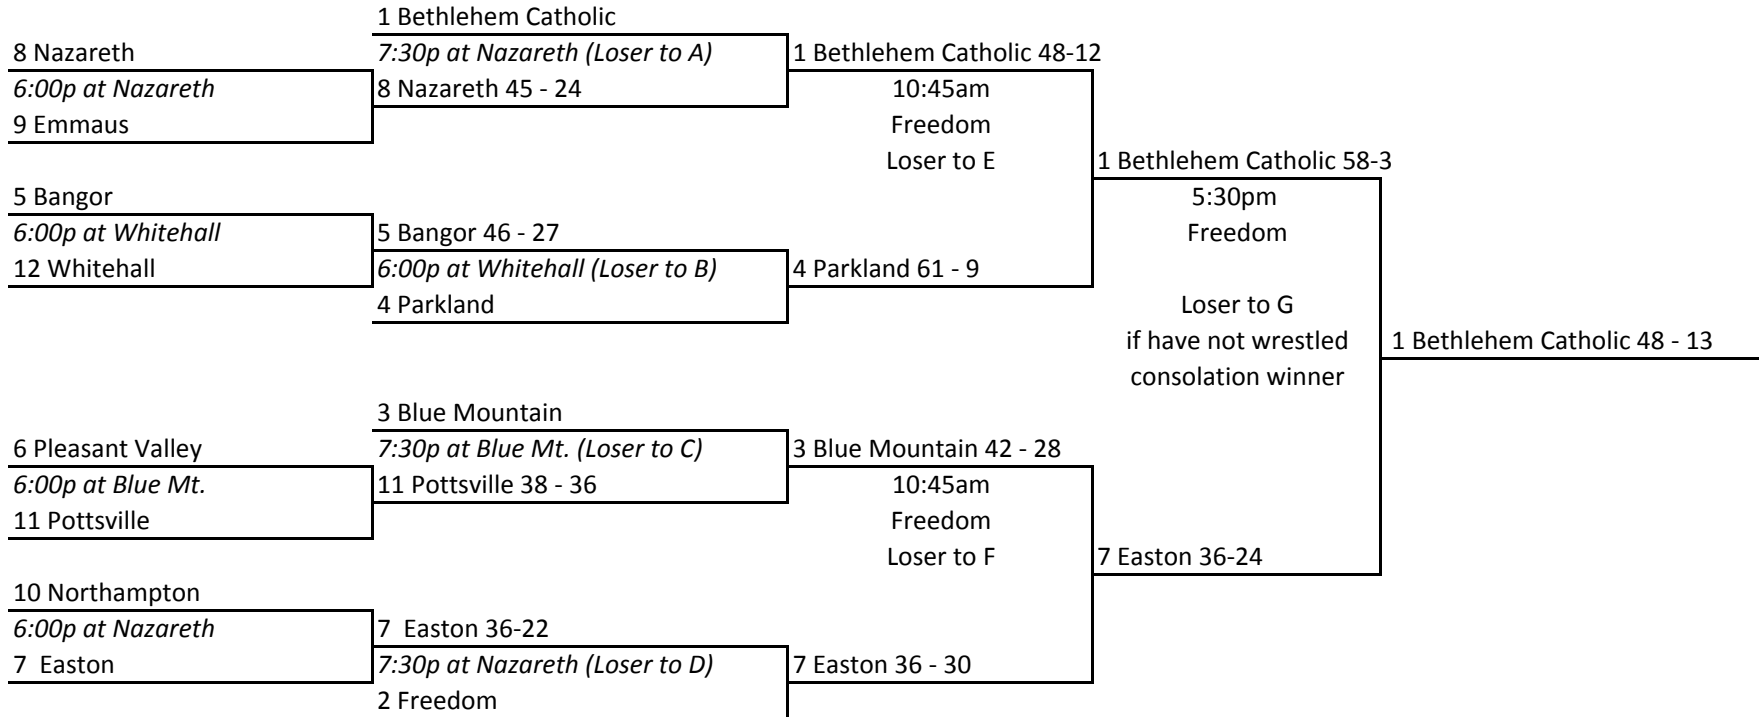 1 Bethlehem Catholic
8 Nazareth
7:30p at Nazareth (Loser to A)
1 Bethlehem Catholic 48-12
6:00p at Nazareth
8 Nazareth 45 - 24
10:45am
9 Emmaus
Freedom
Loser to E
1 Bethlehem Catholic 58-3
5 Bangor
5:30pm
6:00p at Whitehall
5 Bangor 46 - 27
Freedom
12 Whitehall
6:00p at Whitehall (Loser to B)
4 Parkland 61 - 9
4 Parkland
Loser to G
if have not wrestled
1 Bethlehem Catholic 48 - 13
consolation winner
3 Blue Mountain
6 Pleasant Valley
7:30p at Blue Mt. (Loser to C)
3 Blue Mountain 42 - 28
6:00p at Blue Mt.
11 Pottsville 38 - 36
10:45am
11 Pottsville
Freedom
Loser to F
7 Easton 36-24
10 Northampton
6:00p at Nazareth
7 Easton 36-22
7 Easton
7:30p at Nazareth (Loser to D)
7 Easton 36 - 30
2 Freedom